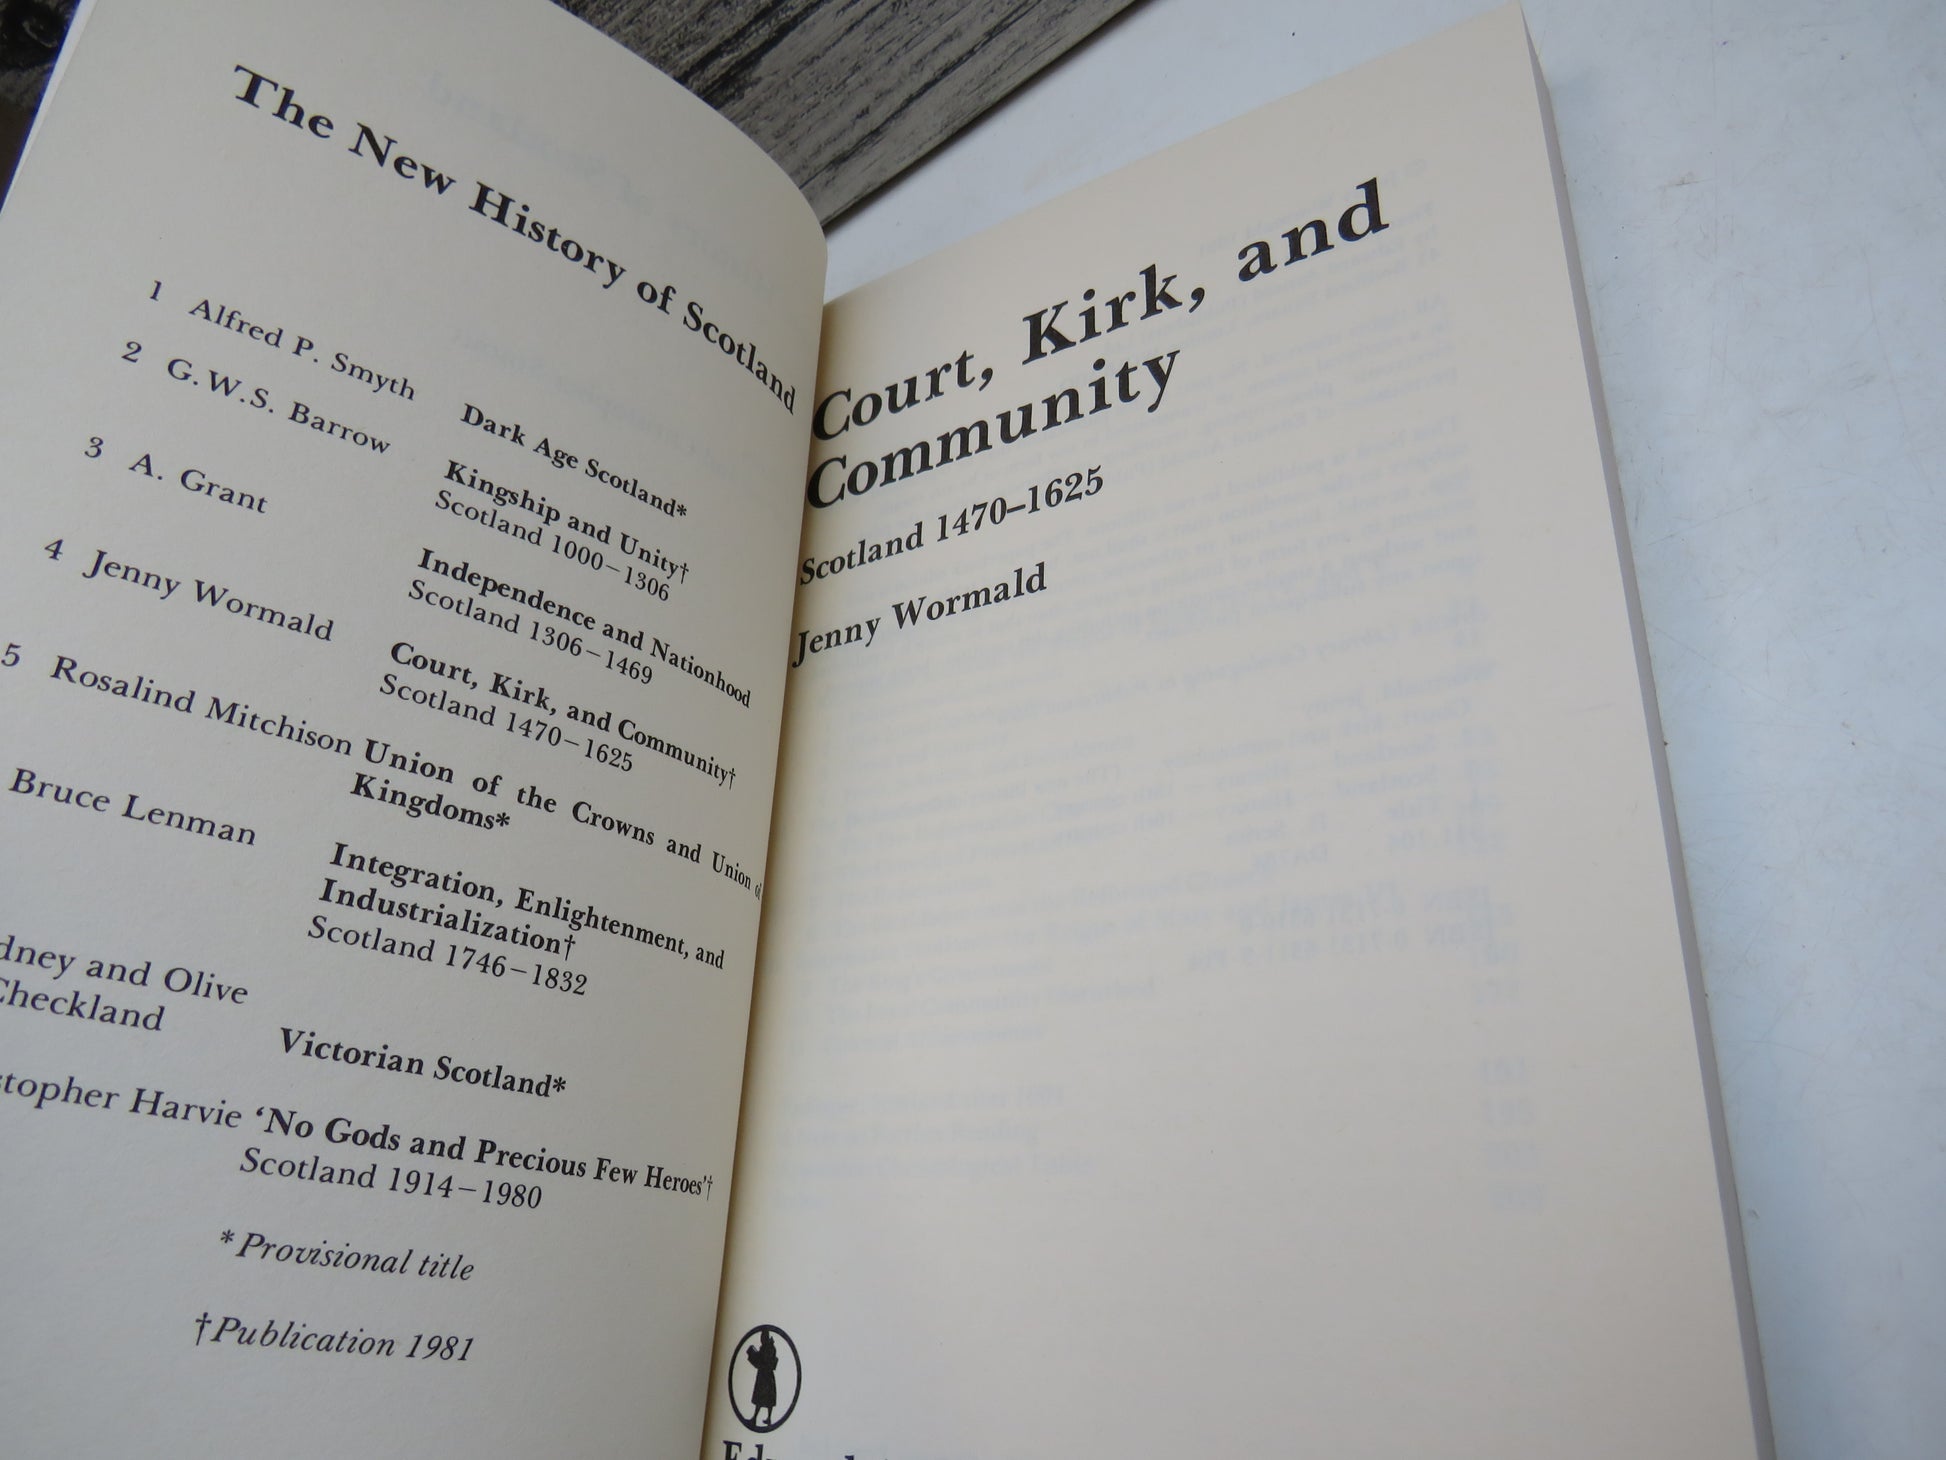 The New History of Scotland
1 Alfred P. Smyth Dark Age Scotland*
2 G.W.S. Barrow Kingship and Unity†
Scotland 1000–1306
3 A. Grant Independence and Nationhood
Scotland 1306–1469
4 Jenny Wormald Court, Kirk, and Community†
Scotland 1470–1625
5 Rosalind Mitchison Union of the Crowns and Union of
Kingdoms*
Bruce Lenman Integration, Enlightenment, and
Industrialization†
Scotland 1746–1832
dney and Olive
Checkland Victorian Scotland*
stopher Harvie ‘No Gods and Precious Few Heroes’†
Scotland 1914–1980
*Provisional title
†Publication 1981
Court, Kirk, and
Community
Scotland 1470–1625
Jenny Wormald